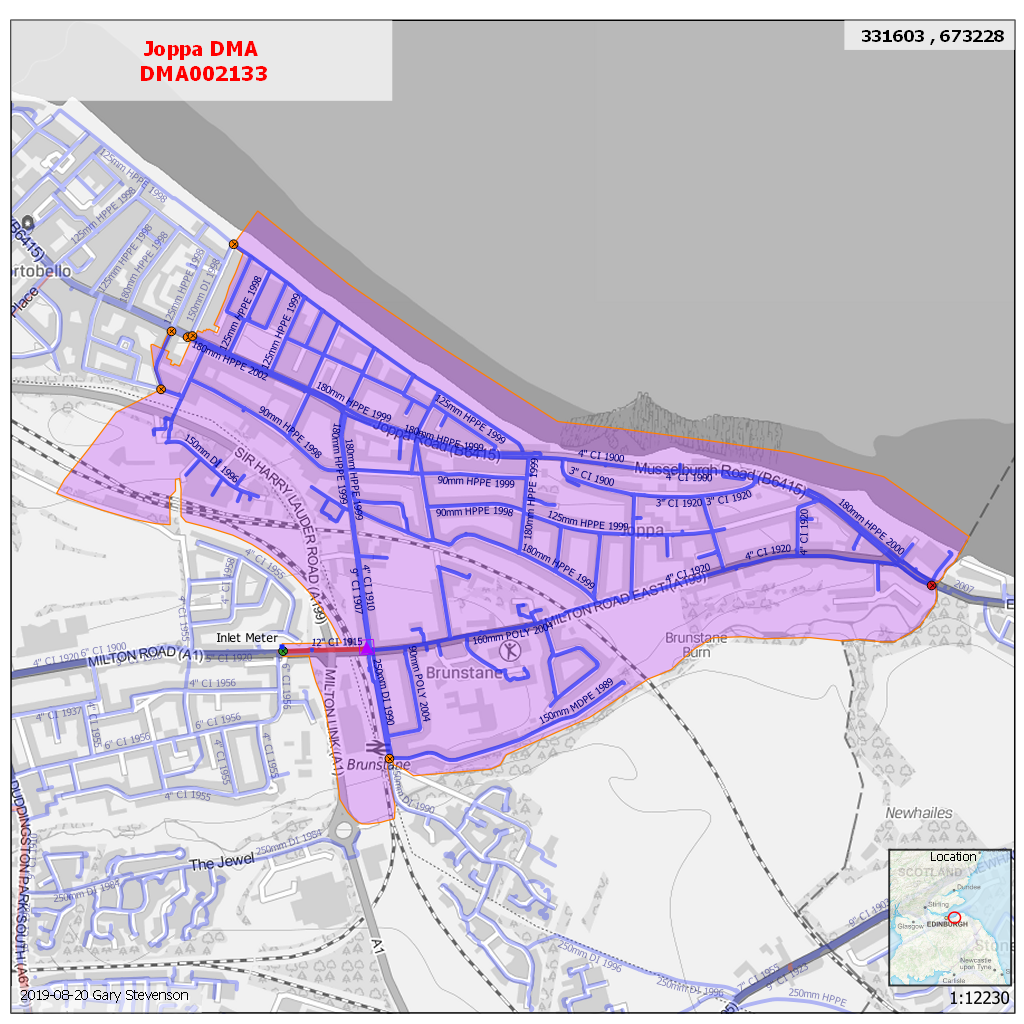 Joppa DMA
DMA002133
331603 , 673228
125mm HPPE 1998
125mm HPPE 1998
125mm HPPE 1998
180mm HPPE 1998
125mm HPPE 1998
150mm DI 1998
(B6415)
ortobello
Place
125mm HPPE 1998
125mm HPPE 1999
180mm HPPE 2002
180mm HPPE 1999
125mm HPPE 1999
180mm HPPE 1999
Joppa Road (B6415)
90mm HPPE 1998
150mm DI 1996
SIR HARRY LAUDER ROAD (A199)
180mm HPPE 1999
180mm HPPE 1999
90mm HPPE 1999
90mm HPPE 1998
180mm HPPE 1999
125mm HPPE 1999
180mm HPPE 1999
4" CI 1900
Musselburgh Road (B6415)
3" CI 1900
4" CI 1900
3" CI 1920
3" CI 1920
Joppa
4" CI 1920
180mm HPPE 2000
4" CI 1920
4" CI 1920
MILTON ROAD EAST (A199)
2007
E
4" CI 1955
4" CI 1958
4" CI 1955
9" CI 1907
4" CI 1910
Inlet Meter
12" CI 1915
160mm POLY 2004
Brunstane
Burn
4" CI 1920
6" CI 1900
MILTON ROAD (A1)
5" CI 1920
6" CI 1956
4" CI 1956
4" CI 1937
4" CI 1955
6" CI 1956
6" CI 1956
4" CI 1955
4" CI 1955
MILTON LINK (A1)
250mm DI 1990
90mm POLY 2004
Brunstane
150mm MDPE 1989
Brunstane
150mm DI 1990
Newhailes
DUDDINGSTON PARK SOUTH (A6
250mm DI 1984
The Jewel
250mm DI 1984
A1
250mm DI 1996
250mm DI 1996
9" CI 1903
250mm HPPE
Location
SCOTLAND
Dundee
Stirling
Glasgow
EDINBURGH
Newcastle
upon Tyne
Carlisle
2019-08-20 Gary Stevenson
1:12230